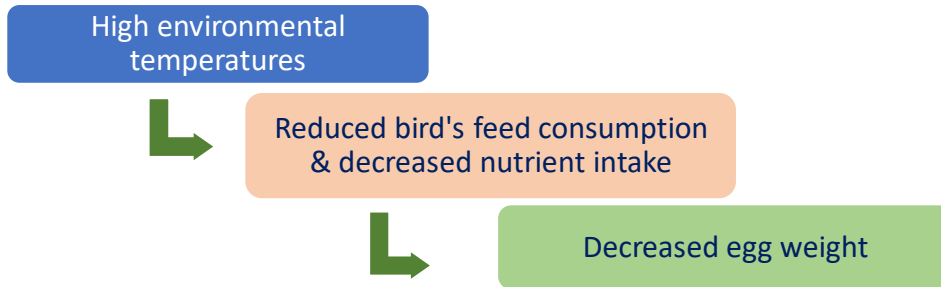 High environmental
temperatures
Reduced bird's feed consumption
& decreased nutrient intake
Decreased egg weight